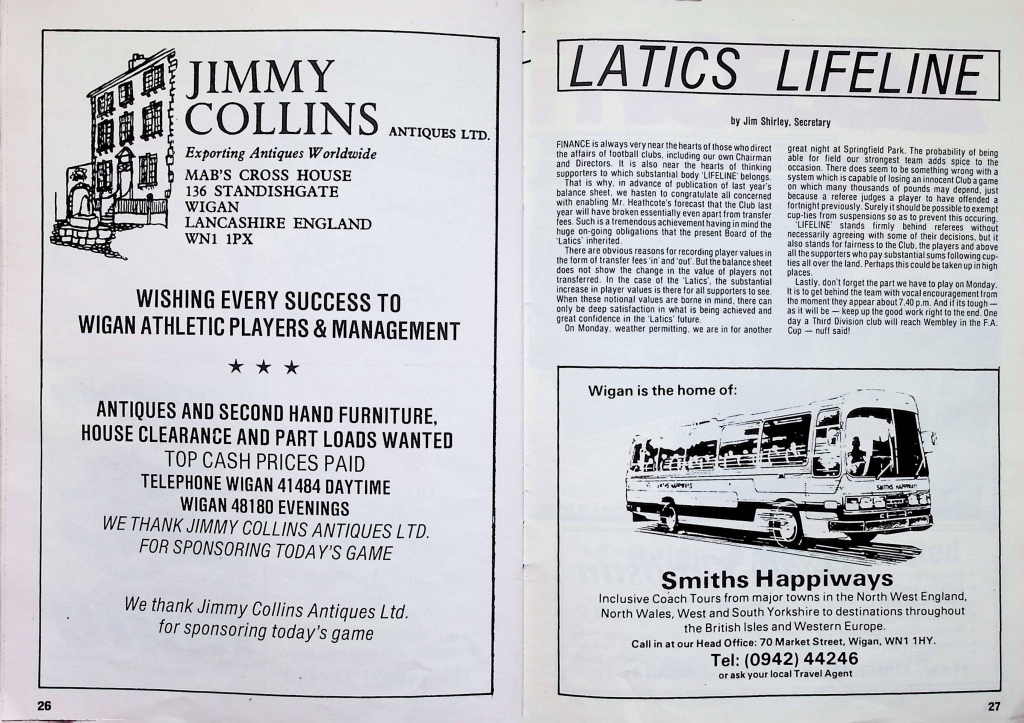 JIMMY
COLLINS ANTIQUES LTD.
Exporting Antiques Worldwide
MAB'S CROSS HOUSE
136 STANDISHGATE
WIGAN
LANCASHIRE ENGLAND
WN1 1PX
WISHING EVERY SUCCESS TO
WIGAN ATHLETIC PLAYERS & MANAGEMENT
★ ★ ★
ANTIQUES AND SECOND HAND FURNITURE,
HOUSE CLEARANCE AND PART LOADS WANTED
TOP CASH PRICES PAID
TELEPHONE WIGAN 41484 DAYTIME
WIGAN 48180 EVENINGS
WE THANK JIMMY COLLINS ANTIQUES LTD.
FOR SPONSORING TODAY'S GAME
We thank Jimmy Collins Antiques Ltd.
for sponsoring today's game
26
LATICS LIFELINE
by Jim Shirley, Secretary
FINANCE is always very near the hearts of those who direct
the affairs of football clubs, including our own Chairman
and Directors. It is also near the hearts of thinking
supporters to which substantial body 'LIFELINE' belongs.
That is why, in advance of publication of last year's
balance sheet, we hasten to congratulate all concerned
with enabling Mr. Heathcote's forecast that the Club last
year will have broken essentially even apart from transfer
fees. Such is a tremendous achievement having in mind the
huge on-going obligations that the present Board of the
'Latics' inherited.
There are obvious reasons for recording player values in
the form of transfer fees 'in' and 'out'. But the balance sheet
does not show the change in the value of players not
transferred. In the case of the 'Latics', the substantial
increase in player values is there for all supporters to see.
When these notional values are borne in mind, there can
only be deep satisfaction in what is being achieved and
great confidence in the 'Latics' future.
On Monday, weather permitting, we are in for another
great night at Springfield Park. The probability of being
able for field our strongest team adds spice to the
occasion. There does seem to be something wrong with a
system which is capable of losing an innocent Club a game
on which many thousands of pounds may depend, just
because a referee judges a player to have offended a
fortnight previously. Surely it should be possible to exempt
cup-ties from suspensions so as to prevent this occuring.
'LIFELINE' stands firmly behind referees without
necessarily agreeing with some of their decisions, but it
also stands for fairness to the Club, the players and above
all the supporters who pay substantial sums following cup-
ties all over the land. Perhaps this could be taken up in high
places.
Lastly, don't forget the part we have to play on Monday.
It is to get behind the team with vocal encouragement from
the moment they appear about 7.40 p.m. And if its tough —
as it will be — keep up the good work right to the end. One
day a Third Division club will reach Wembley in the F.A.
Cup — nuff said!
Wigan is the home of:
SMITHS HAPPIWAYS
SMITHS HAPPIWAYS
Smiths Happiways
Inclusive Coach Tours from major towns in the North West England,
North Wales, West and South Yorkshire to destinations throughout
the British Isles and Western Europe.
Call in at our Head Office: 70 Market Street, Wigan, WN1 1HY.
Tel: (0942) 44246
or ask your local Travel Agent
27